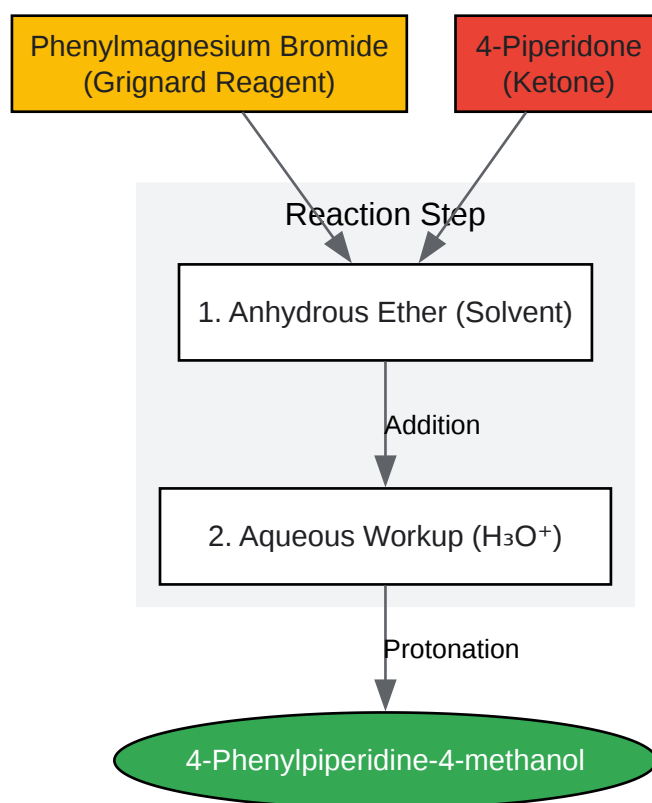 Phenylmagnesium Bromide
(Grignard Reagent)
4-Piperidone
(Ketone)
Reaction Step
1. Anhydrous Ether (Solvent)
Addition
2. Aqueous Workup (H₃O⁺)
Protonation
4-Phenylpiperidine-4-methanol